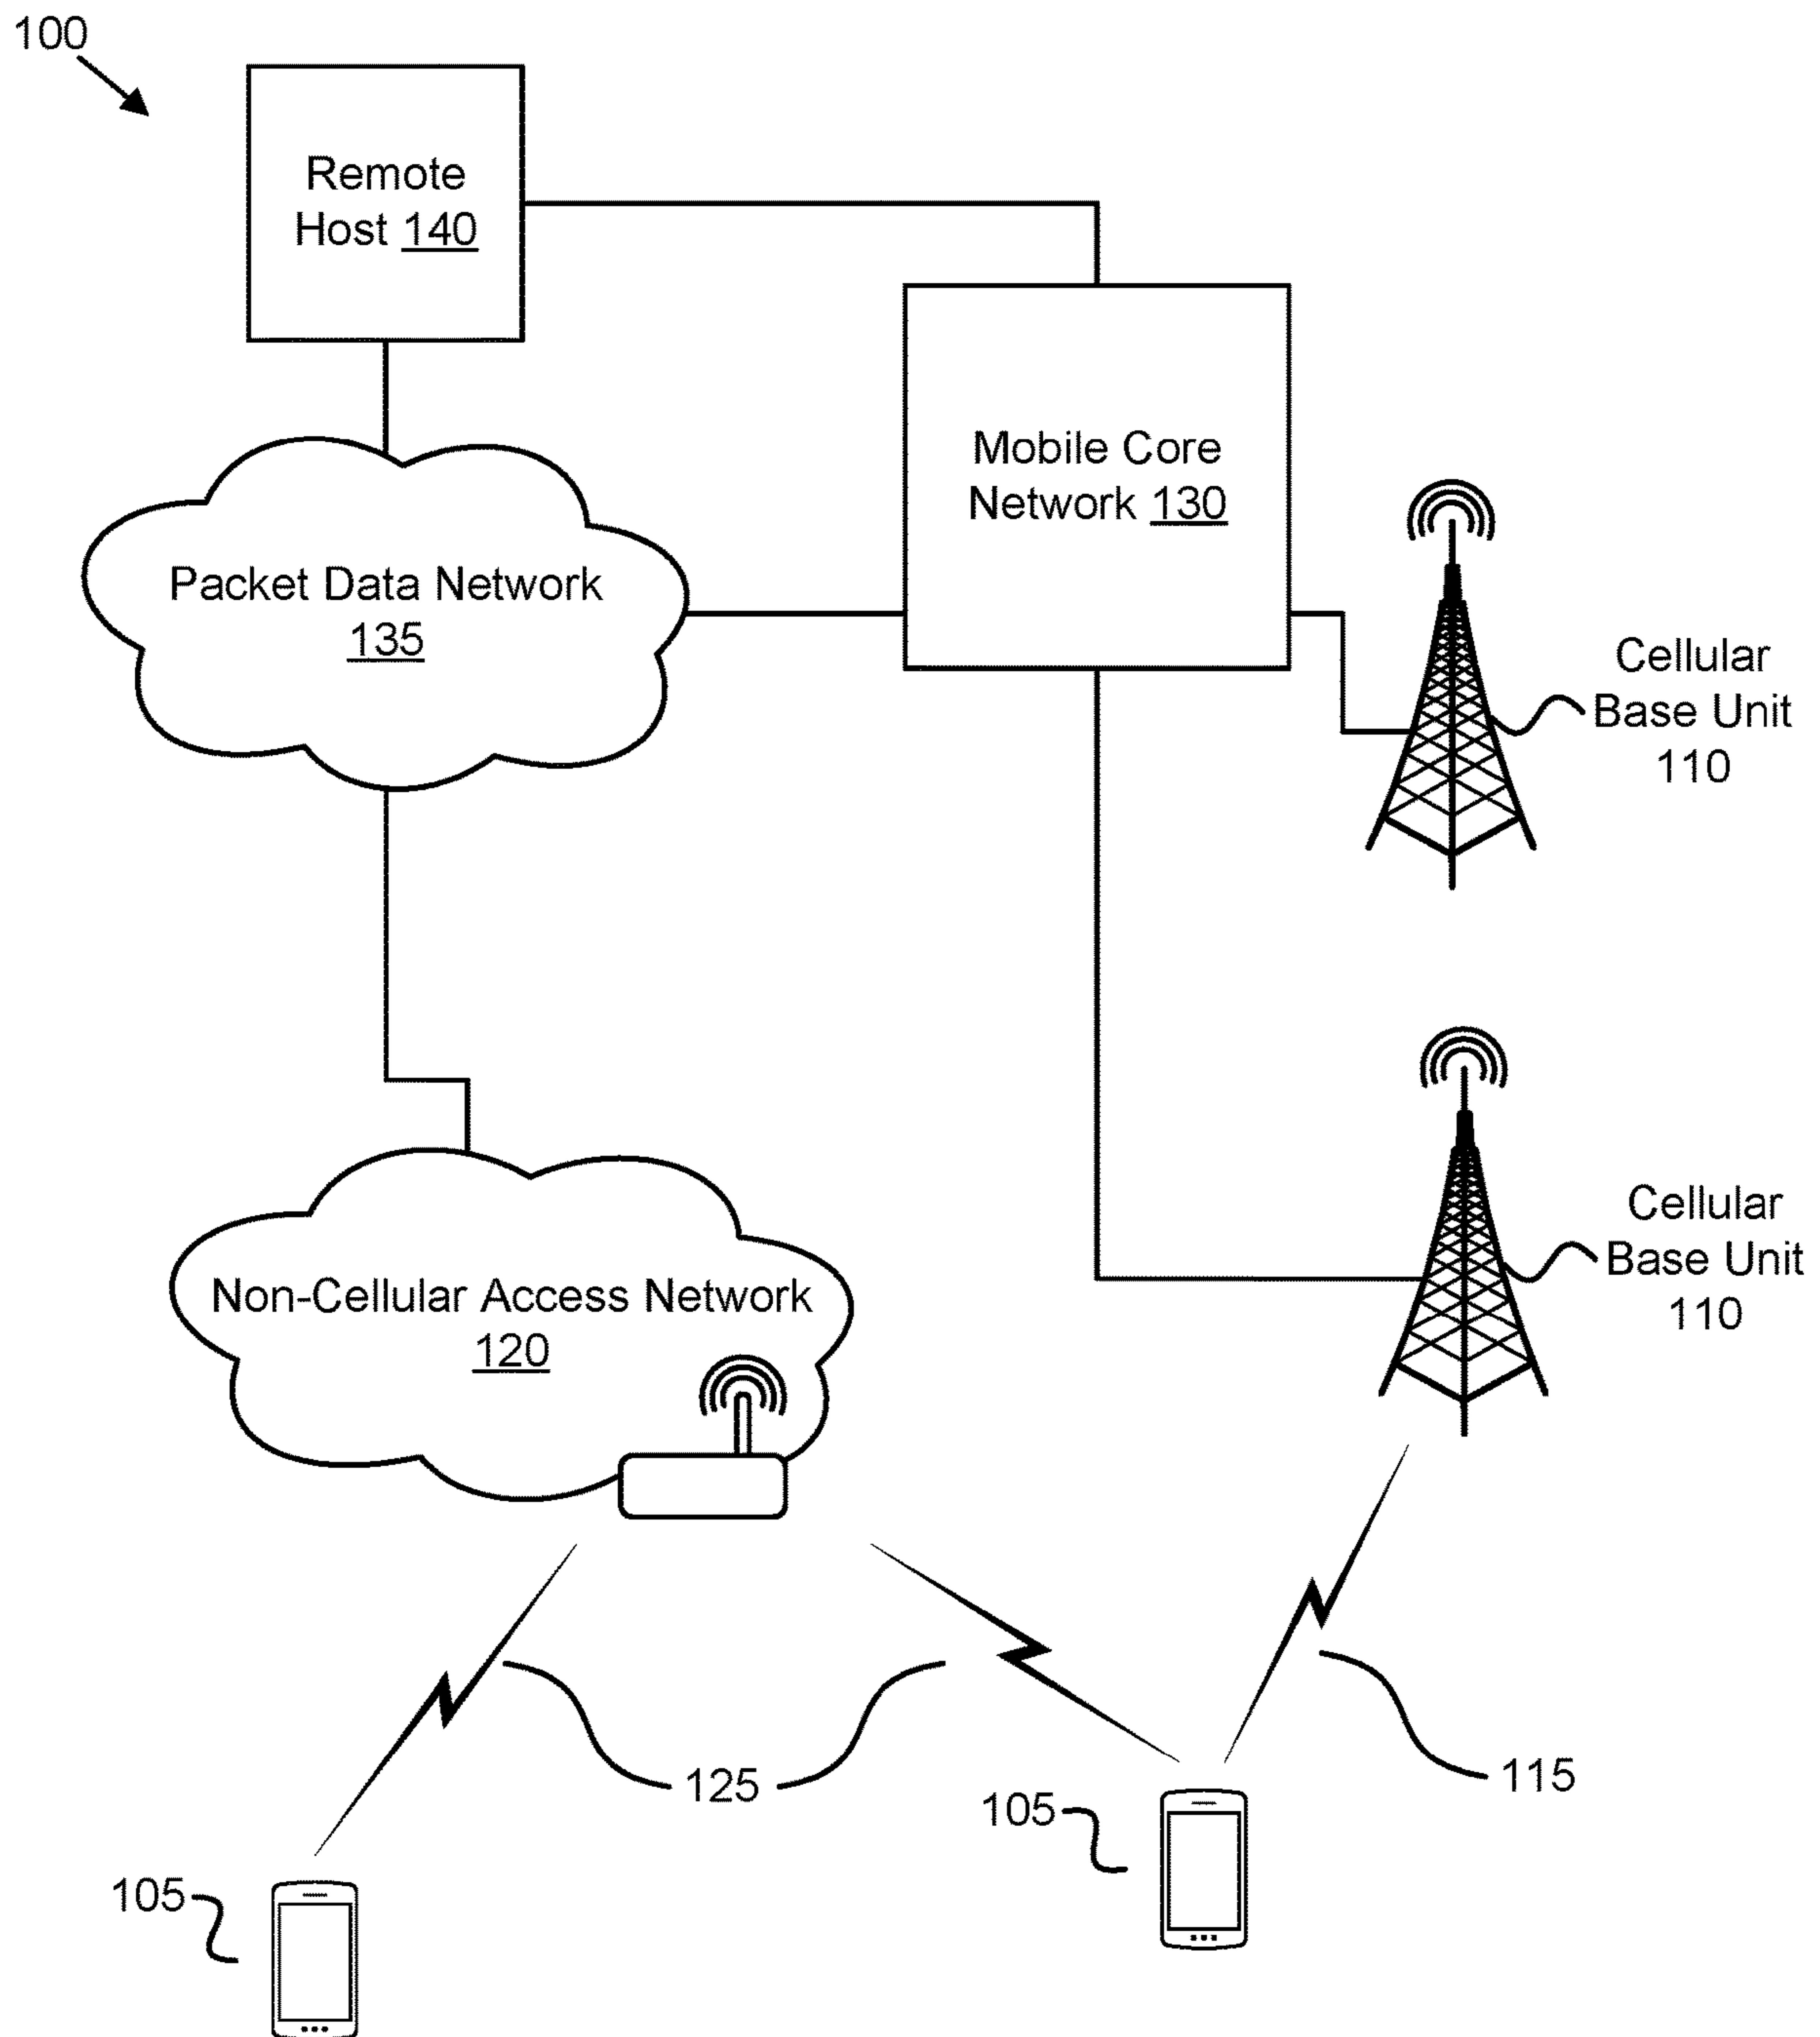 100
Remote
Host 140
Mobile Core
Network 130
Packet Data Network
135
Cellular
Base Unit
110
Cellular
Base Unit
110
Non-Cellular Access Network
120
125
115
105
105